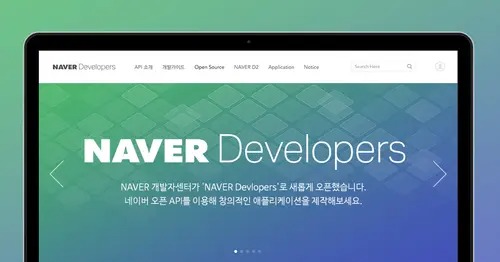 NAVER Developers
API 소개
개발가이드
Open Source
NAVER D2
Application
Notice
Search Here
NAVER Developers
NAVER 개발자센터가 'NAVER Devlopers'로 새롭게 오픈했습니다.
네이버 오픈 API를 이용해 창의적인 애플리케이션을 제작해보세요.